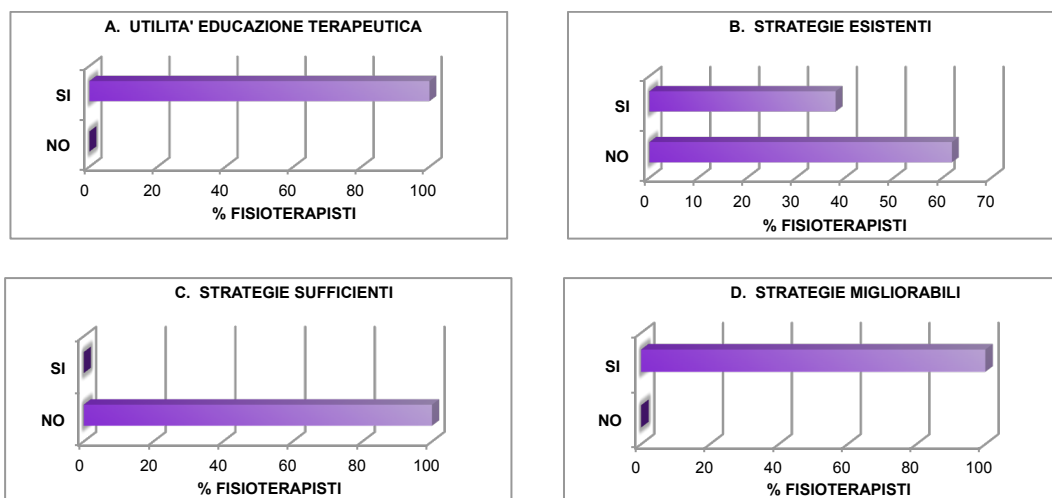 A. UTILITA' EDUCAZIONE TERAPEUTICA
SI
NO
0 20 40 60 80 100
% FISIOTERAPISTI
B. STRATEGIE ESISTENTI
SI
NO
0 10 20 30 40 50 60 70
% FISIOTERAPISTI
C. STRATEGIE SUFFICIENTI
SI
NO
0 20 40 60 80 100
% FISIOTERAPISTI
D. STRATEGIE MIGLIORABILI
SI
NO
0 20 40 60 80 100
% FISIOTERAPISTI